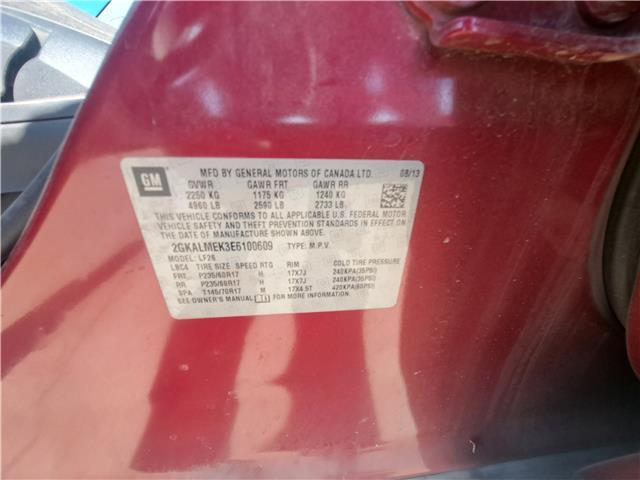 GM
MFD BY GENERAL MOTORS OF CANADA LTD. 08/13
GVWR GAWR FRT GAWR RR
2250 KG 1175 KG 1240 KG
4960 LB 2590 LB 2733 LB
THIS VEHICLE CONFORMS TO ALL APPLICABLE U.S. FEDERAL MOTOR
VEHICLE SAFETY AND THEFT PREVENTION STANDARDS IN EFFECT ON
THE DATE OF MANUFACTURE SHOWN ABOVE.
2GKALMEK3E6100609 TYPE: M.P.V.
MODEL: LF26
TIRE SIZE SPEED RTG RIM COLD TIRE PRESSURE
FRT P235/60R17 H 17X7J 240KPA(35PSI)
RR P235/60R17 H 17X7J 240KPA(35PSI)
SPA T145/70R17 M 17X4.5T 420KPA(60PSI)
SEE OWNER'S MANUAL FOR MORE INFORMATION.